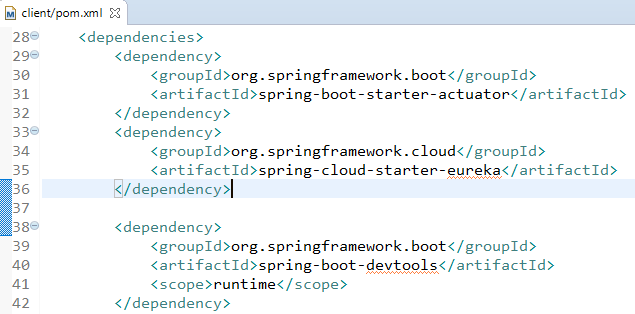 client/pom.xml
28 <dependencies>
29 <dependency>
30 <groupId>org.springframework.boot</groupId>
31 <artifactId>spring-boot-starter-actuator</artifactId>
32 </dependency>
33 <dependency>
34 <groupId>org.springframework.cloud</groupId>
35 <artifactId>spring-cloud-starter-eureka</artifactId>
36 </dependency>
37
38 <dependency>
39 <groupId>org.springframework.boot</groupId>
40 <artifactId>spring-boot-devtools</artifactId>
41 <scope>runtime</scope>
42 </dependency>